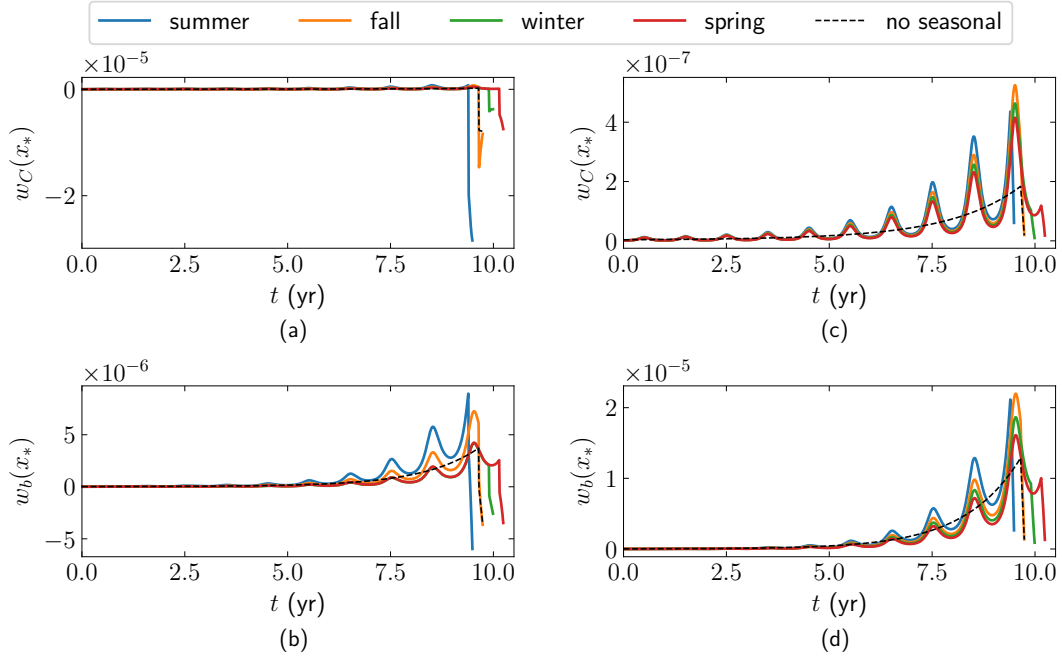 summer fall winter spring no seasonal
×10⁻⁵
0
−2
w_C(x_*)
0.0 2.5 5.0 7.5 10.0
t (yr)
(a)
×10⁻⁷
4
2
0
w_C(x_*)
0.0 2.5 5.0 7.5 10.0
t (yr)
(c)
×10⁻⁶
5
0
−5
w_b(x_*)
0.0 2.5 5.0 7.5 10.0
t (yr)
(b)
×10⁻⁵
2
1
0
w_b(x_*)
0.0 2.5 5.0 7.5 10.0
t (yr)
(d)